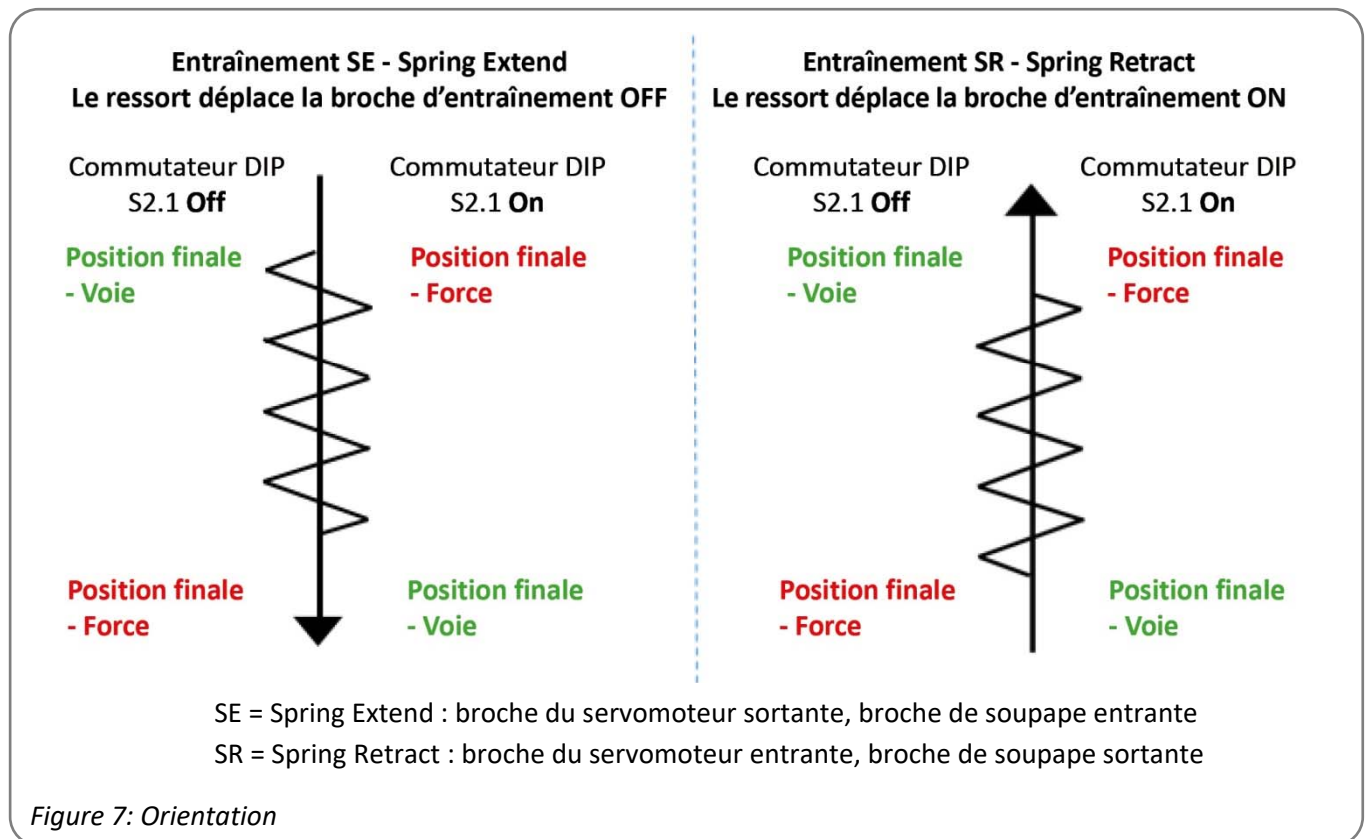 Entraînement SE - Spring Extend
Le ressort déplace la broche d'entraînement OFF
Commutateur DIP
S2.1 Off
Commutateur DIP
S2.1 On
Position finale
- Voie
Position finale
- Force
Position finale
- Force
Position finale
- Voie
Entraînement SR - Spring Retract
Le ressort déplace la broche d'entraînement ON
Commutateur DIP
S2.1 Off
Commutateur DIP
S2.1 On
Position finale
- Voie
Position finale
- Force
Position finale
- Force
Position finale
- Voie
SE = Spring Extend : broche du servomoteur sortante, broche de soupape entrante
SR = Spring Retract : broche du servomoteur entrante, broche de soupape sortante
Figure 7: Orientation